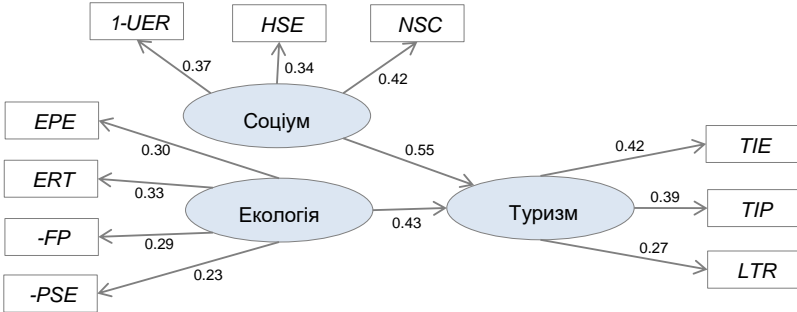 1-UER
HSE
NSC
0.37
0.34
0.42
Соціум
EPE
0.30
0.55
0.42
TIE
ERT
0.33
Екологія
0.43
Туризм
0.39
TIP
-FP
0.29
0.27
LTR
-PSE
0.23